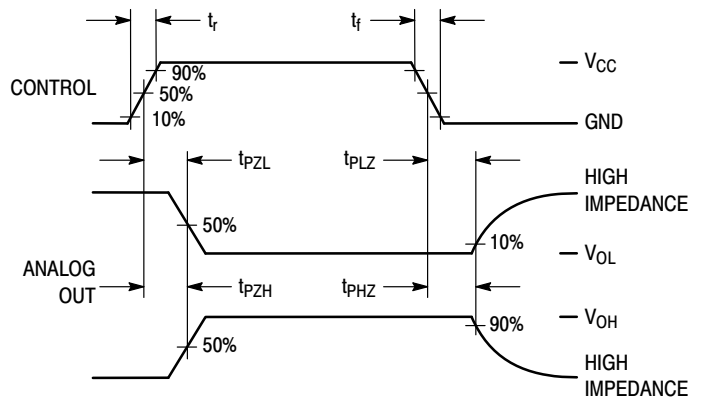 tr
tf
CONTROL
90%
50%
10%
VCC
GND
tPZL
tPLZ
HIGH
IMPEDANCE
50%
10%
VOL
ANALOG
OUT
tPZH
tPHZ
VOH
50%
90%
HIGH
IMPEDANCE